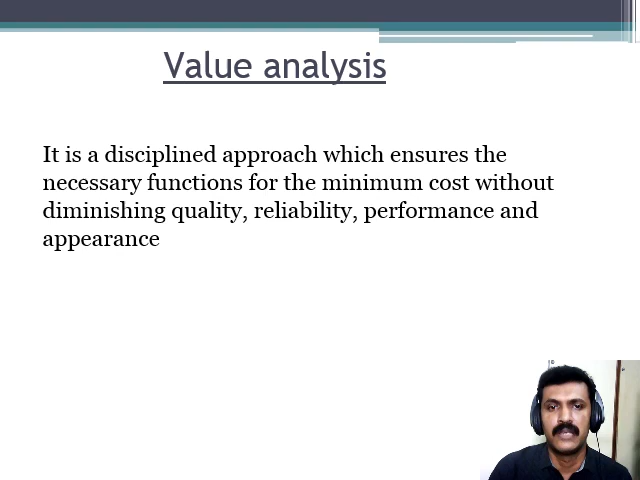 Value analysis
It is a disciplined approach which ensures the
necessary functions for the minimum cost without
diminishing quality, reliability, performance and
appearance